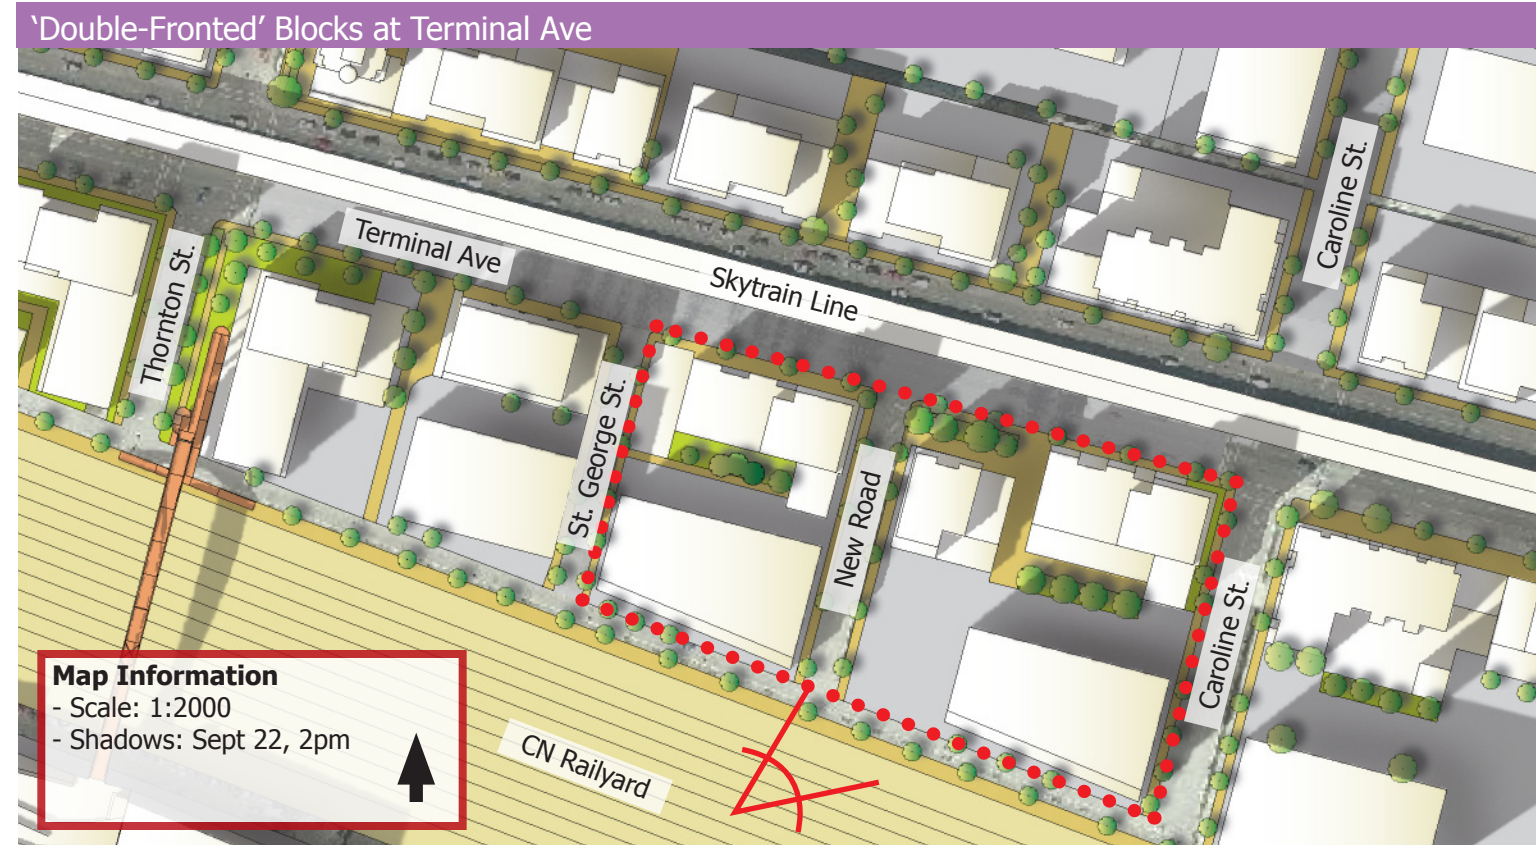 ‘Double-Fronted’ Blocks at Terminal Ave
Caroline St.
Terminal Ave
Skytrain Line
Thornton St.
St. George St.
New Road
Caroline St.
CN Railyard
Map Information
- Scale: 1:2000
- Shadows: Sept 22, 2pm